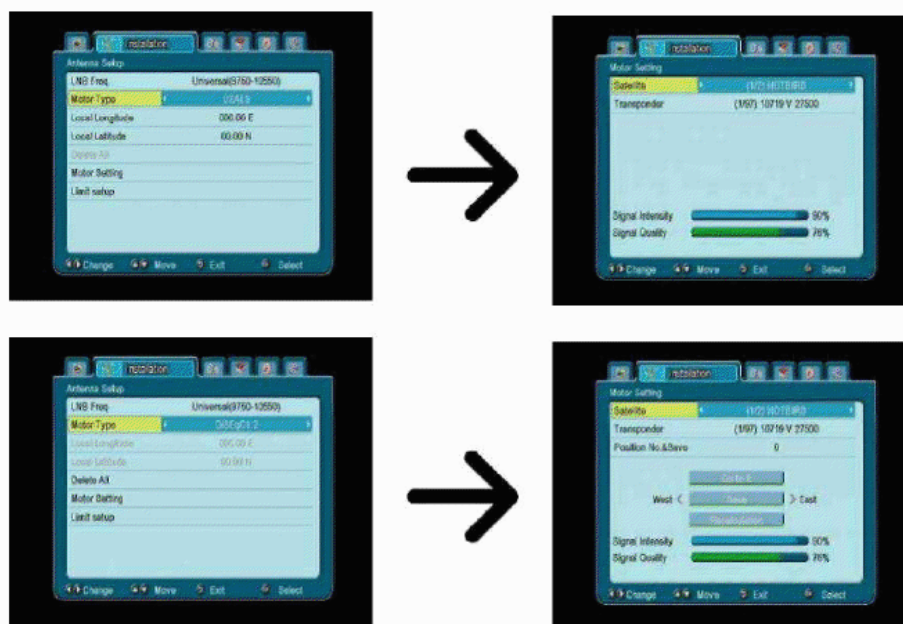 Installation
Antenna Setup
LNB Freq. Universal(9750-10550)
Motor Type USALS
Local Longitude 000.00 E
Local Latitude 00.00 N
Delete All
Motor Setting
Limit setup
Change Move Exit Select
Installation
Motor Setting
Satellite (1/2) HOTBIRD
Transponder (1/97) 10719 V 27500
Signal Intensity 90%
Signal Quality 76%
Change Move Exit Select
Installation
Antenna Setup
LNB Freq Universal(9750-10550)
Motor Type DiSEqC1.2
Local Longitude 000.00 E
Local Latitude 00.00 N
Delete All
Motor Setting
Limit setup
Change Move Exit Select
Installation
Motor Setting
Satellite (1/2) HOTBIRD
Transponder (1/97) 10719 V 27500
Position No.&Save 0
West < Save > East
Recalculation
Signal Intensity 90%
Signal Quality 76%
Change Move Exit Select